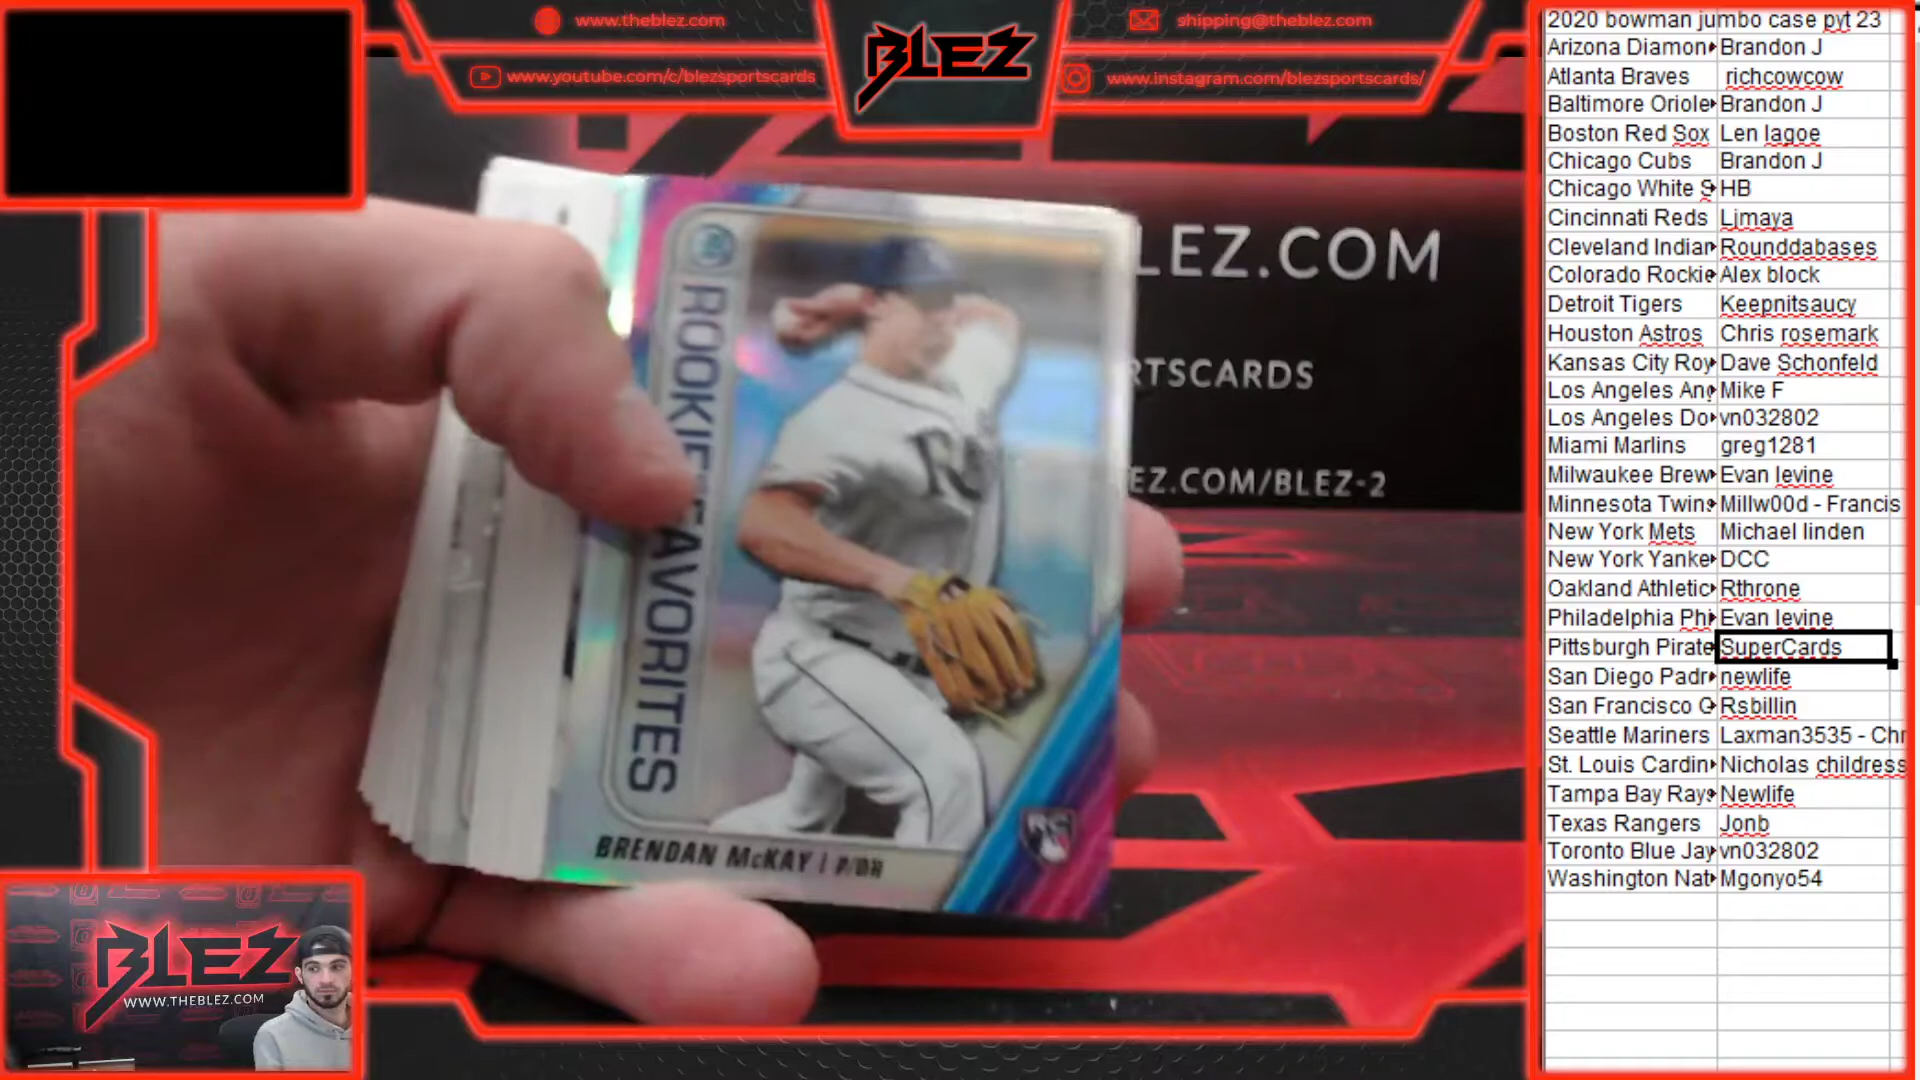 www.theblez.com
shipping@theblez.com
BLEZ
www.youtube.com/c/blezsportscards
www.instagram.com/blezsportscards/
LEZ.COM
RTSCARDS
EZ.COM/BLEZ-2
ROOKIE FAVORITES
BRENDAN McKAY | P/DH
RC
BLEZ
WWW.THEBLEZ.COM
2020 bowman jumbo case pyt 23
Arizona Diamon Brandon J
Atlanta Braves richcowcow
Baltimore Oriole Brandon J
Boston Red Sox Len lagoe
Chicago Cubs Brandon J
Chicago White S HB
Cincinnati Reds Ljmaya
Cleveland Indian Rounddabases
Colorado Rockie Alex block
Detroit Tigers Keepnitsaucy
Houston Astros Chris rosemark
Kansas City Roy Dave Schonfeld
Los Angeles Ang Mike F
Los Angeles Do vn032802
Miami Marlins greg1281
Milwaukee Brew Evan levine
Minnesota Twins Millw00d - Francis
New York Mets Michael linden
New York Yanke DCC
Oakland Athletic Rthrone
Philadelphia Phi Evan levine
Pittsburgh Pirate SuperCards
San Diego Padr newlife
San Francisco G Rsbillin
Seattle Mariners Laxman3535 - Chr
St. Louis Cardin Nicholas childress
Tampa Bay Rays Newlife
Texas Rangers Jonb
Toronto Blue Jay vn032802
Washington Nat Mgonyo54